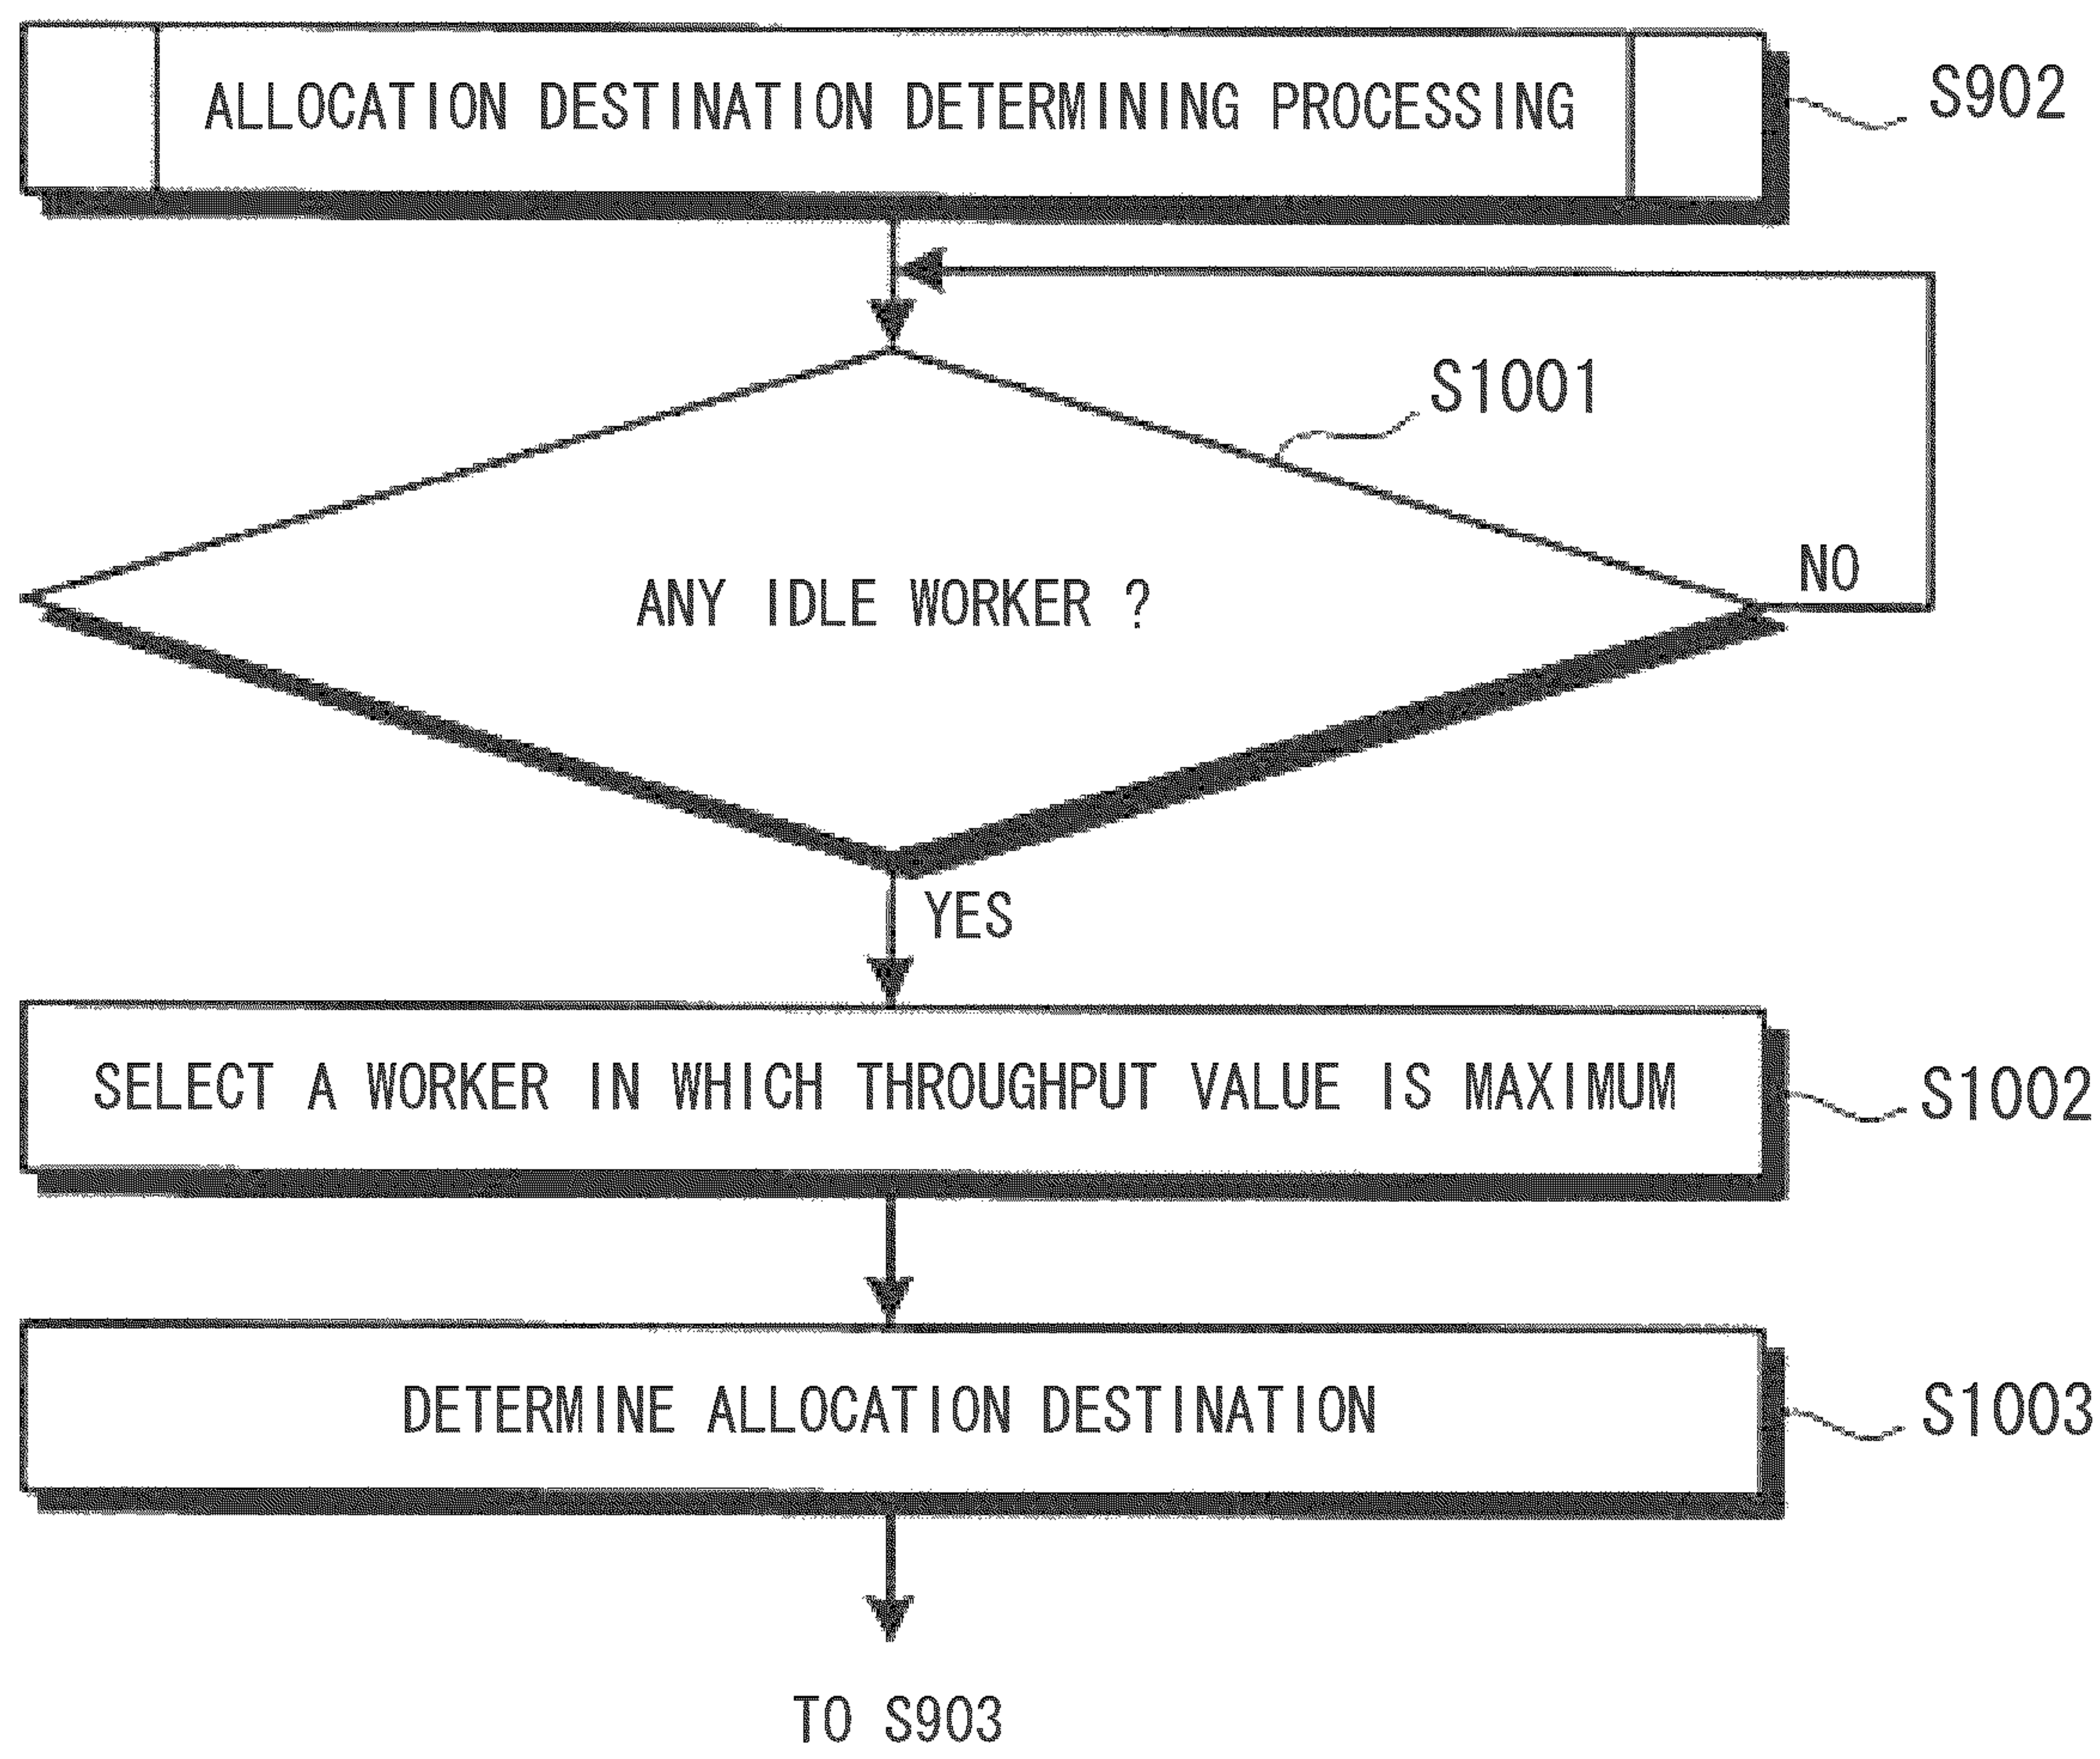 ALLOCATION DESTINATION DETERMINING PROCESSING
S902
S1001
ANY IDLE WORKER ?
NO
YES
SELECT A WORKER IN WHICH THROUGHPUT VALUE IS MAXIMUM
S1002
DETERMINE ALLOCATION DESTINATION
S1003
TO S903